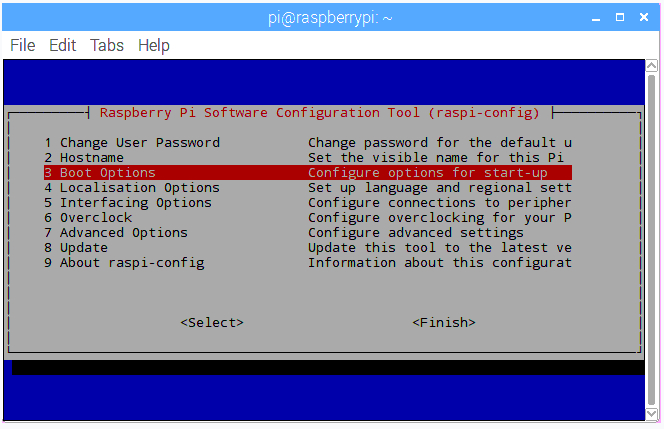 pi@raspberrypi: ~
File Edit Tabs Help
Raspberry Pi Software Configuration Tool (raspi-config)
1 Change User Password Change password for the default u
2 Hostname Set the visible name for this Pi
3 Boot Options Configure options for start-up
4 Localisation Options Set up language and regional sett
5 Interfacing Options Configure connections to peripher
6 Overclock Configure overclocking for your P
7 Advanced Options Configure advanced settings
8 Update Update this tool to the latest ve
9 About raspi-config Information about this configurat
<Select> <Finish>